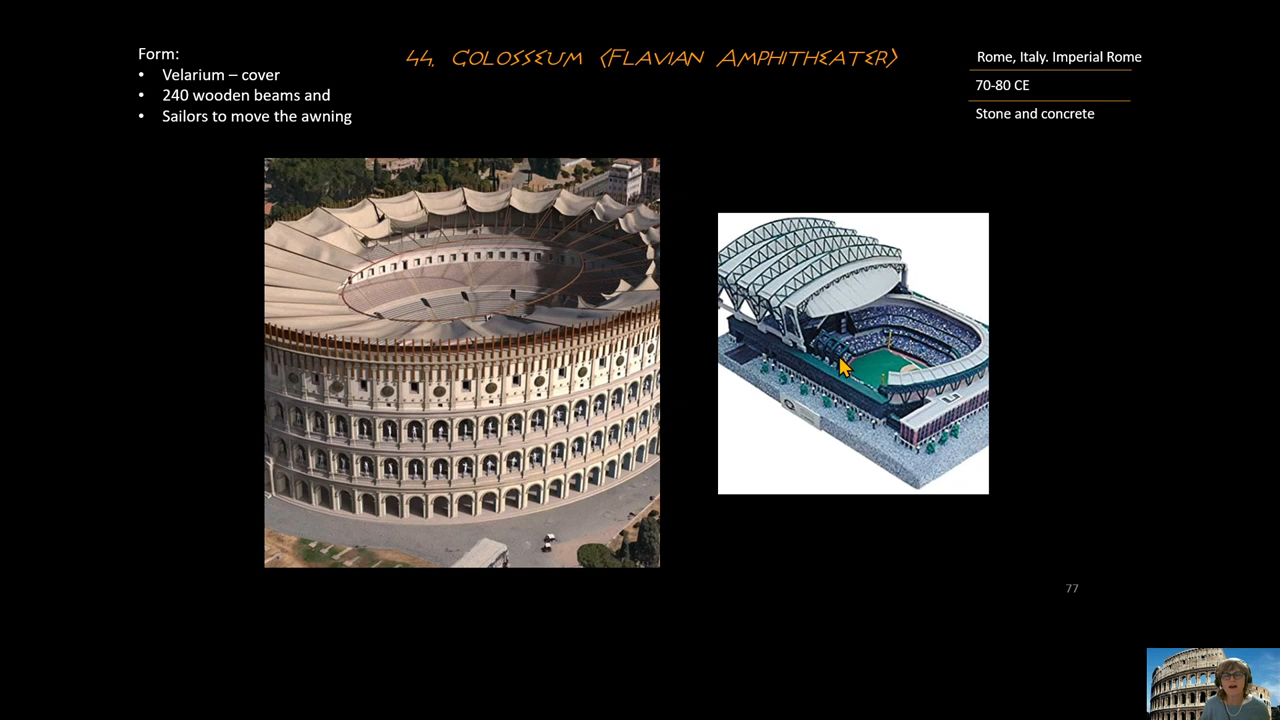 Form:
• Velarium – cover
• 240 wooden beams and
• Sailors to move the awning
44. Colosseum (Flavian Amphitheater)
Rome, Italy. Imperial Rome
70-80 CE
Stone and concrete
77